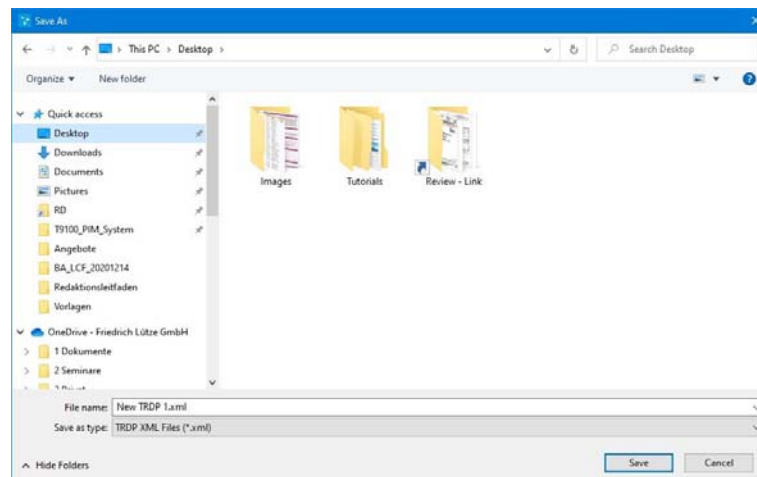 Save As
This PC > Desktop >
Search Desktop
Organize
New folder
Quick access
Desktop
Downloads
Documents
Pictures
RD
T9100_PIM_System
Angebote
BA_LCF_20201214
Redaktionsleitfaden
Vorlagen
OneDrive - Friedrich Lütze GmbH
1 Dokumente
2 Seminare
Images
Tutorials
Review - Link
File name: New TRDP 1.xml
Save as type: TRDP XML Files (*.xml)
Hide Folders
Save
Cancel